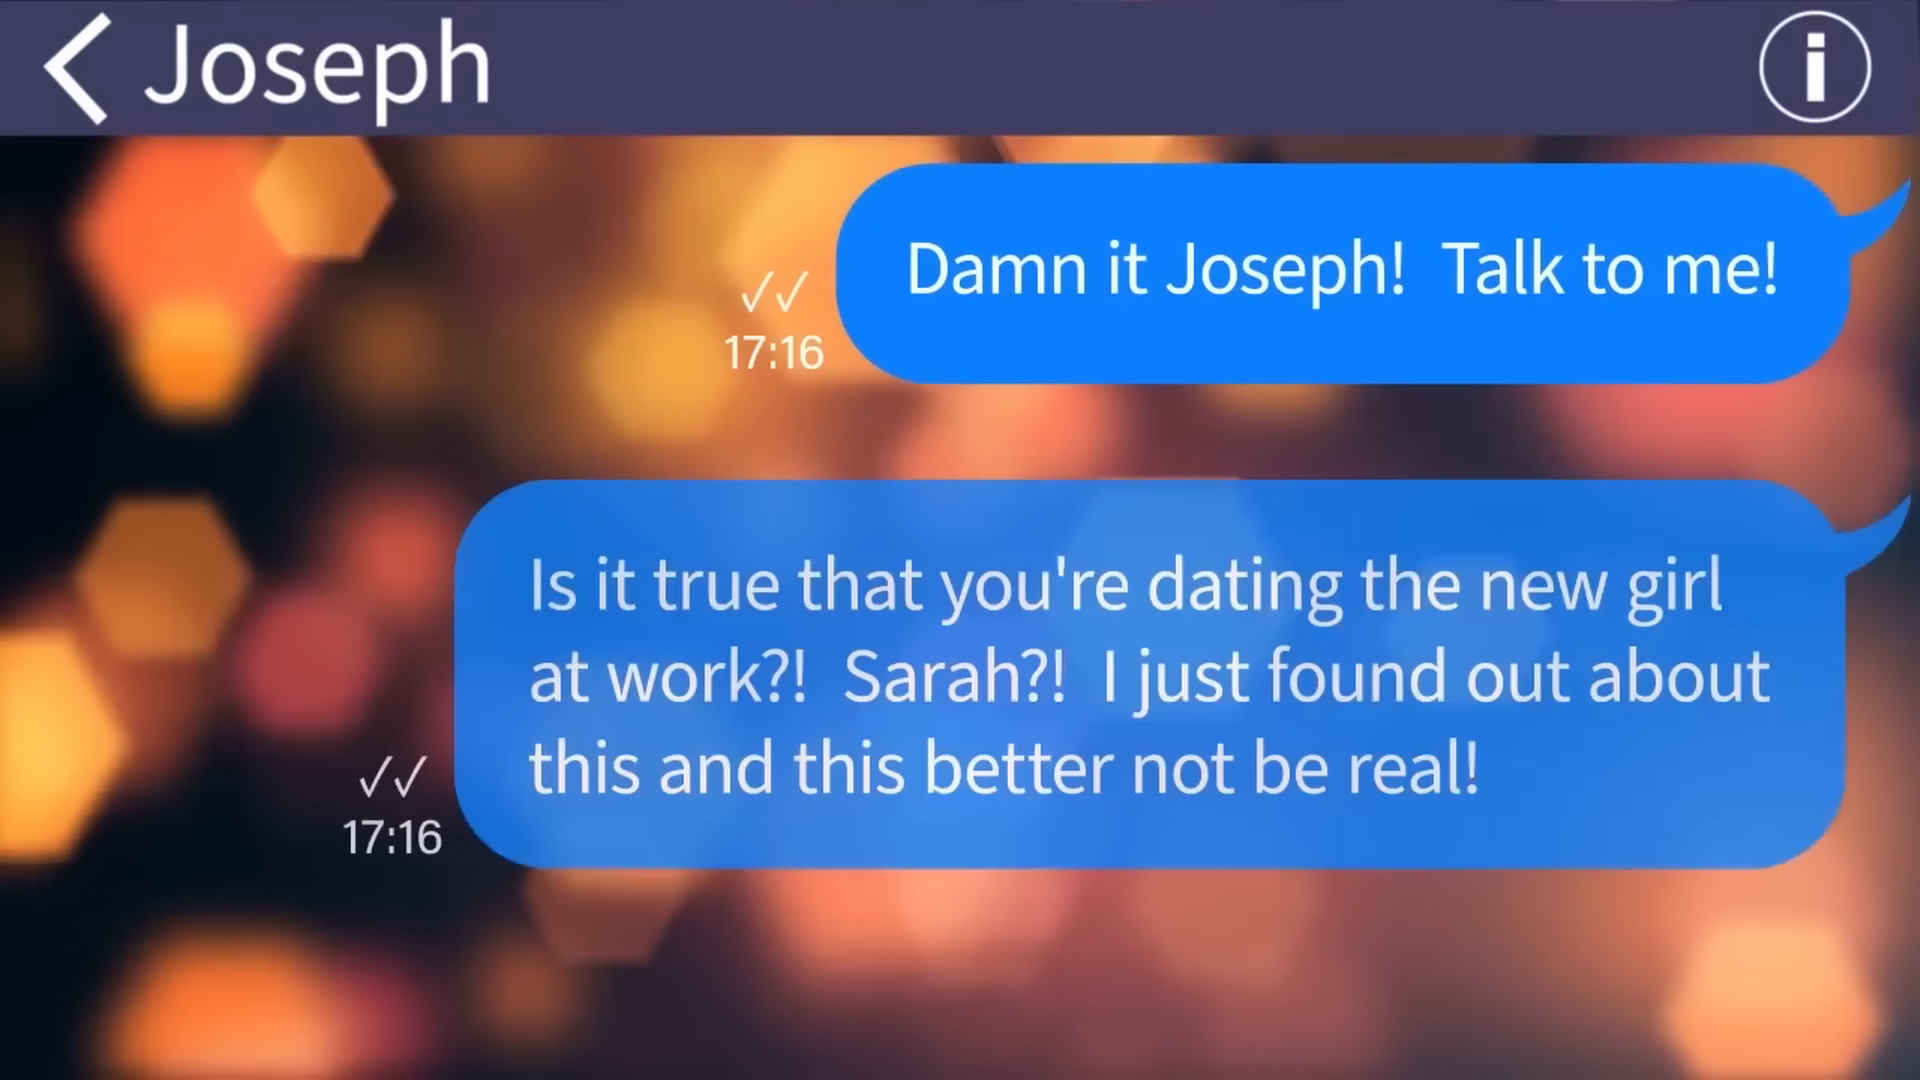 Joseph
Damn it Joseph!  Talk to me!
✓✓
17:16
Is it true that you're dating the new girl
at work?!  Sarah?!  I just found out about
this and this better not be real!
✓✓
17:16